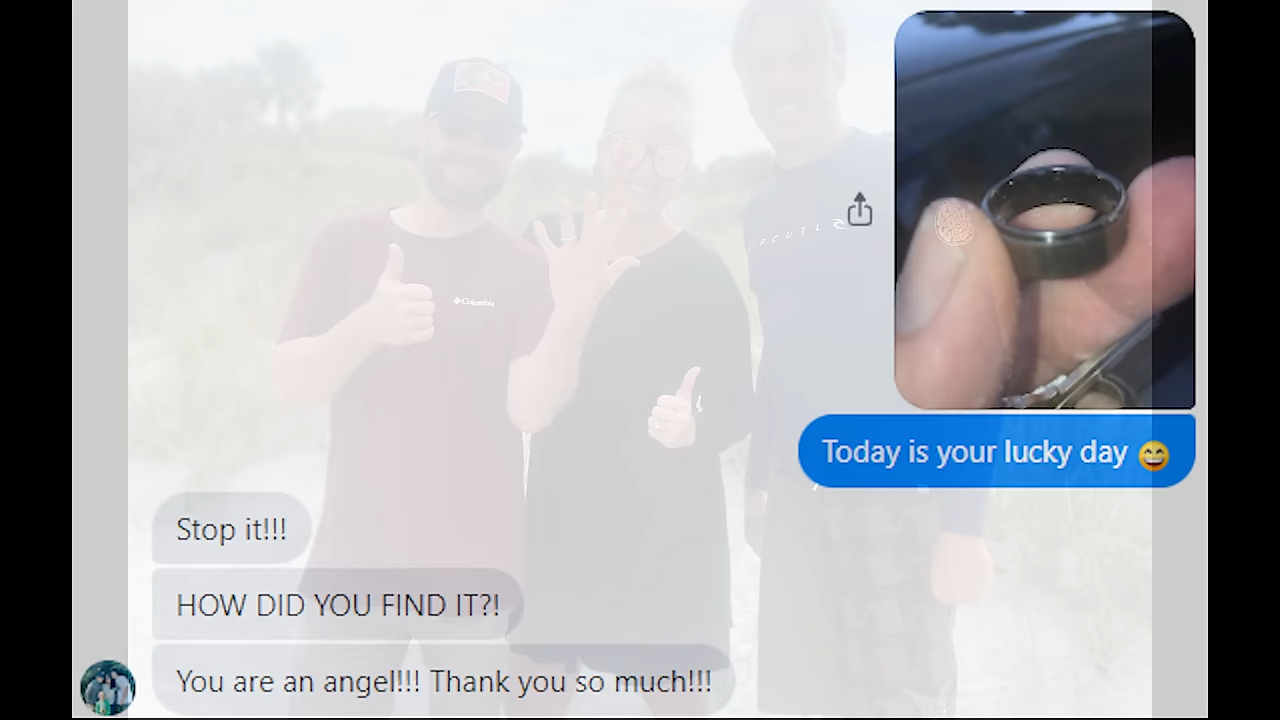 Columbia
RIPCURL
Today is your lucky day 😄
Stop it!!!
HOW DID YOU FIND IT?!
You are an angel!!! Thank you so much!!!